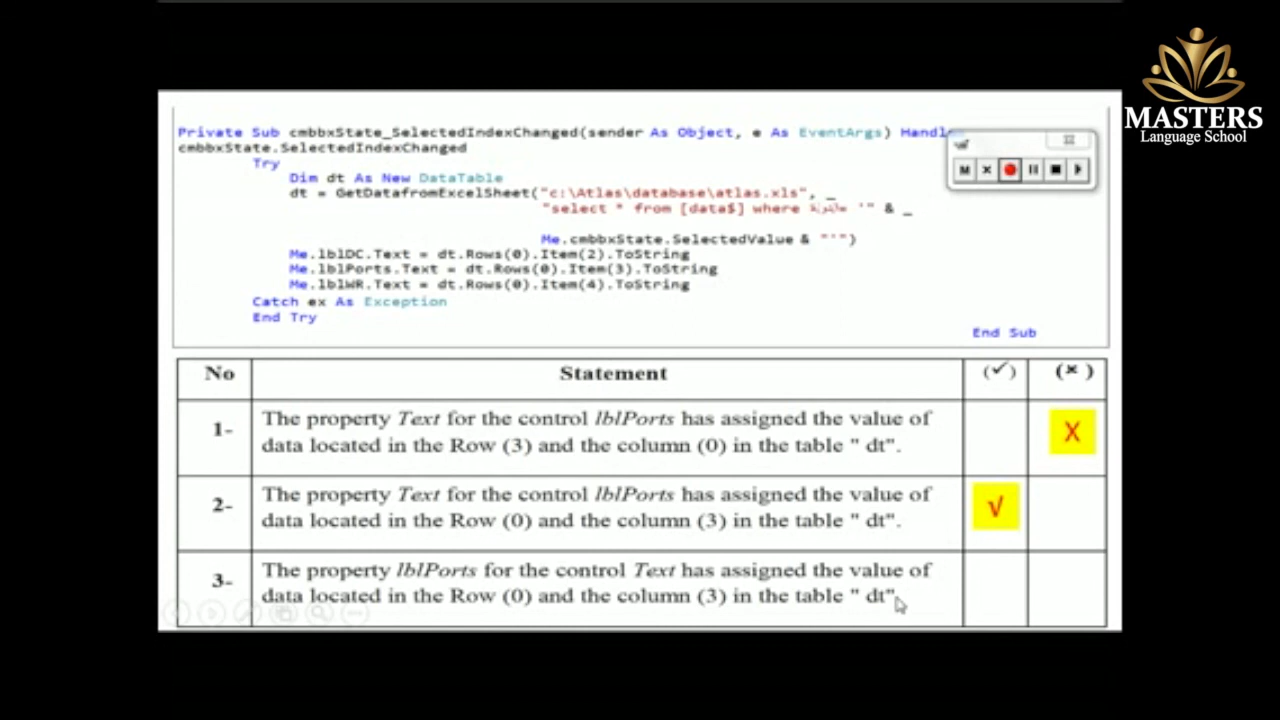 MASTERS
Language School
Private Sub cmbbxState_SelectedIndexChanged(sender As Object, e As EventArgs) Handles
cmbbxState.SelectedIndexChanged
Try
Dim dt As New DataTable
dt = GetDatafromExcelSheet("c:\Atlas\database\atlas.xls", _
"select * from [data$] where = '" & _
Me.cmbbxState.SelectedValue & "'")
Me.lblDC.Text = dt.Rows(0).Item(2).ToString
Me.lblPorts.Text = dt.Rows(0).Item(3).ToString
Me.lblWR.Text = dt.Rows(0).Item(4).ToString
Catch ex As Exception
End Try
End Sub
No Statement (✓) (×)
1- The property Text for the control lblPorts has assigned the value of
data located in the Row (3) and the column (0) in the table " dt". X
2- The property Text for the control lblPorts has assigned the value of
data located in the Row (0) and the column (3) in the table " dt". √
3- The property lblPorts for the control Text has assigned the value of
data located in the Row (0) and the column (3) in the table " dt".